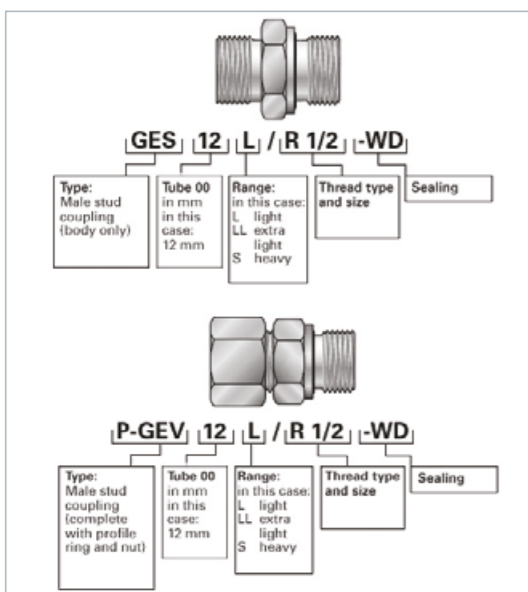 GES 12 L / R 1/2 -WD
Type:
Male stud
coupling
(body only)
Tube 00
in mm
in this
case:
12 mm
Range:
in this case:
L light
LL extra
light
S heavy
Thread type
and size
Sealing
P-GEV 12 L / R 1/2 -WD
Type:
Male stud
coupling
(complete
with profile
ring and nut)
Tube 00
in mm
in this
case:
12 mm
Range:
in this case:
L light
LL extra
light
S heavy
Thread type
and size
Sealing